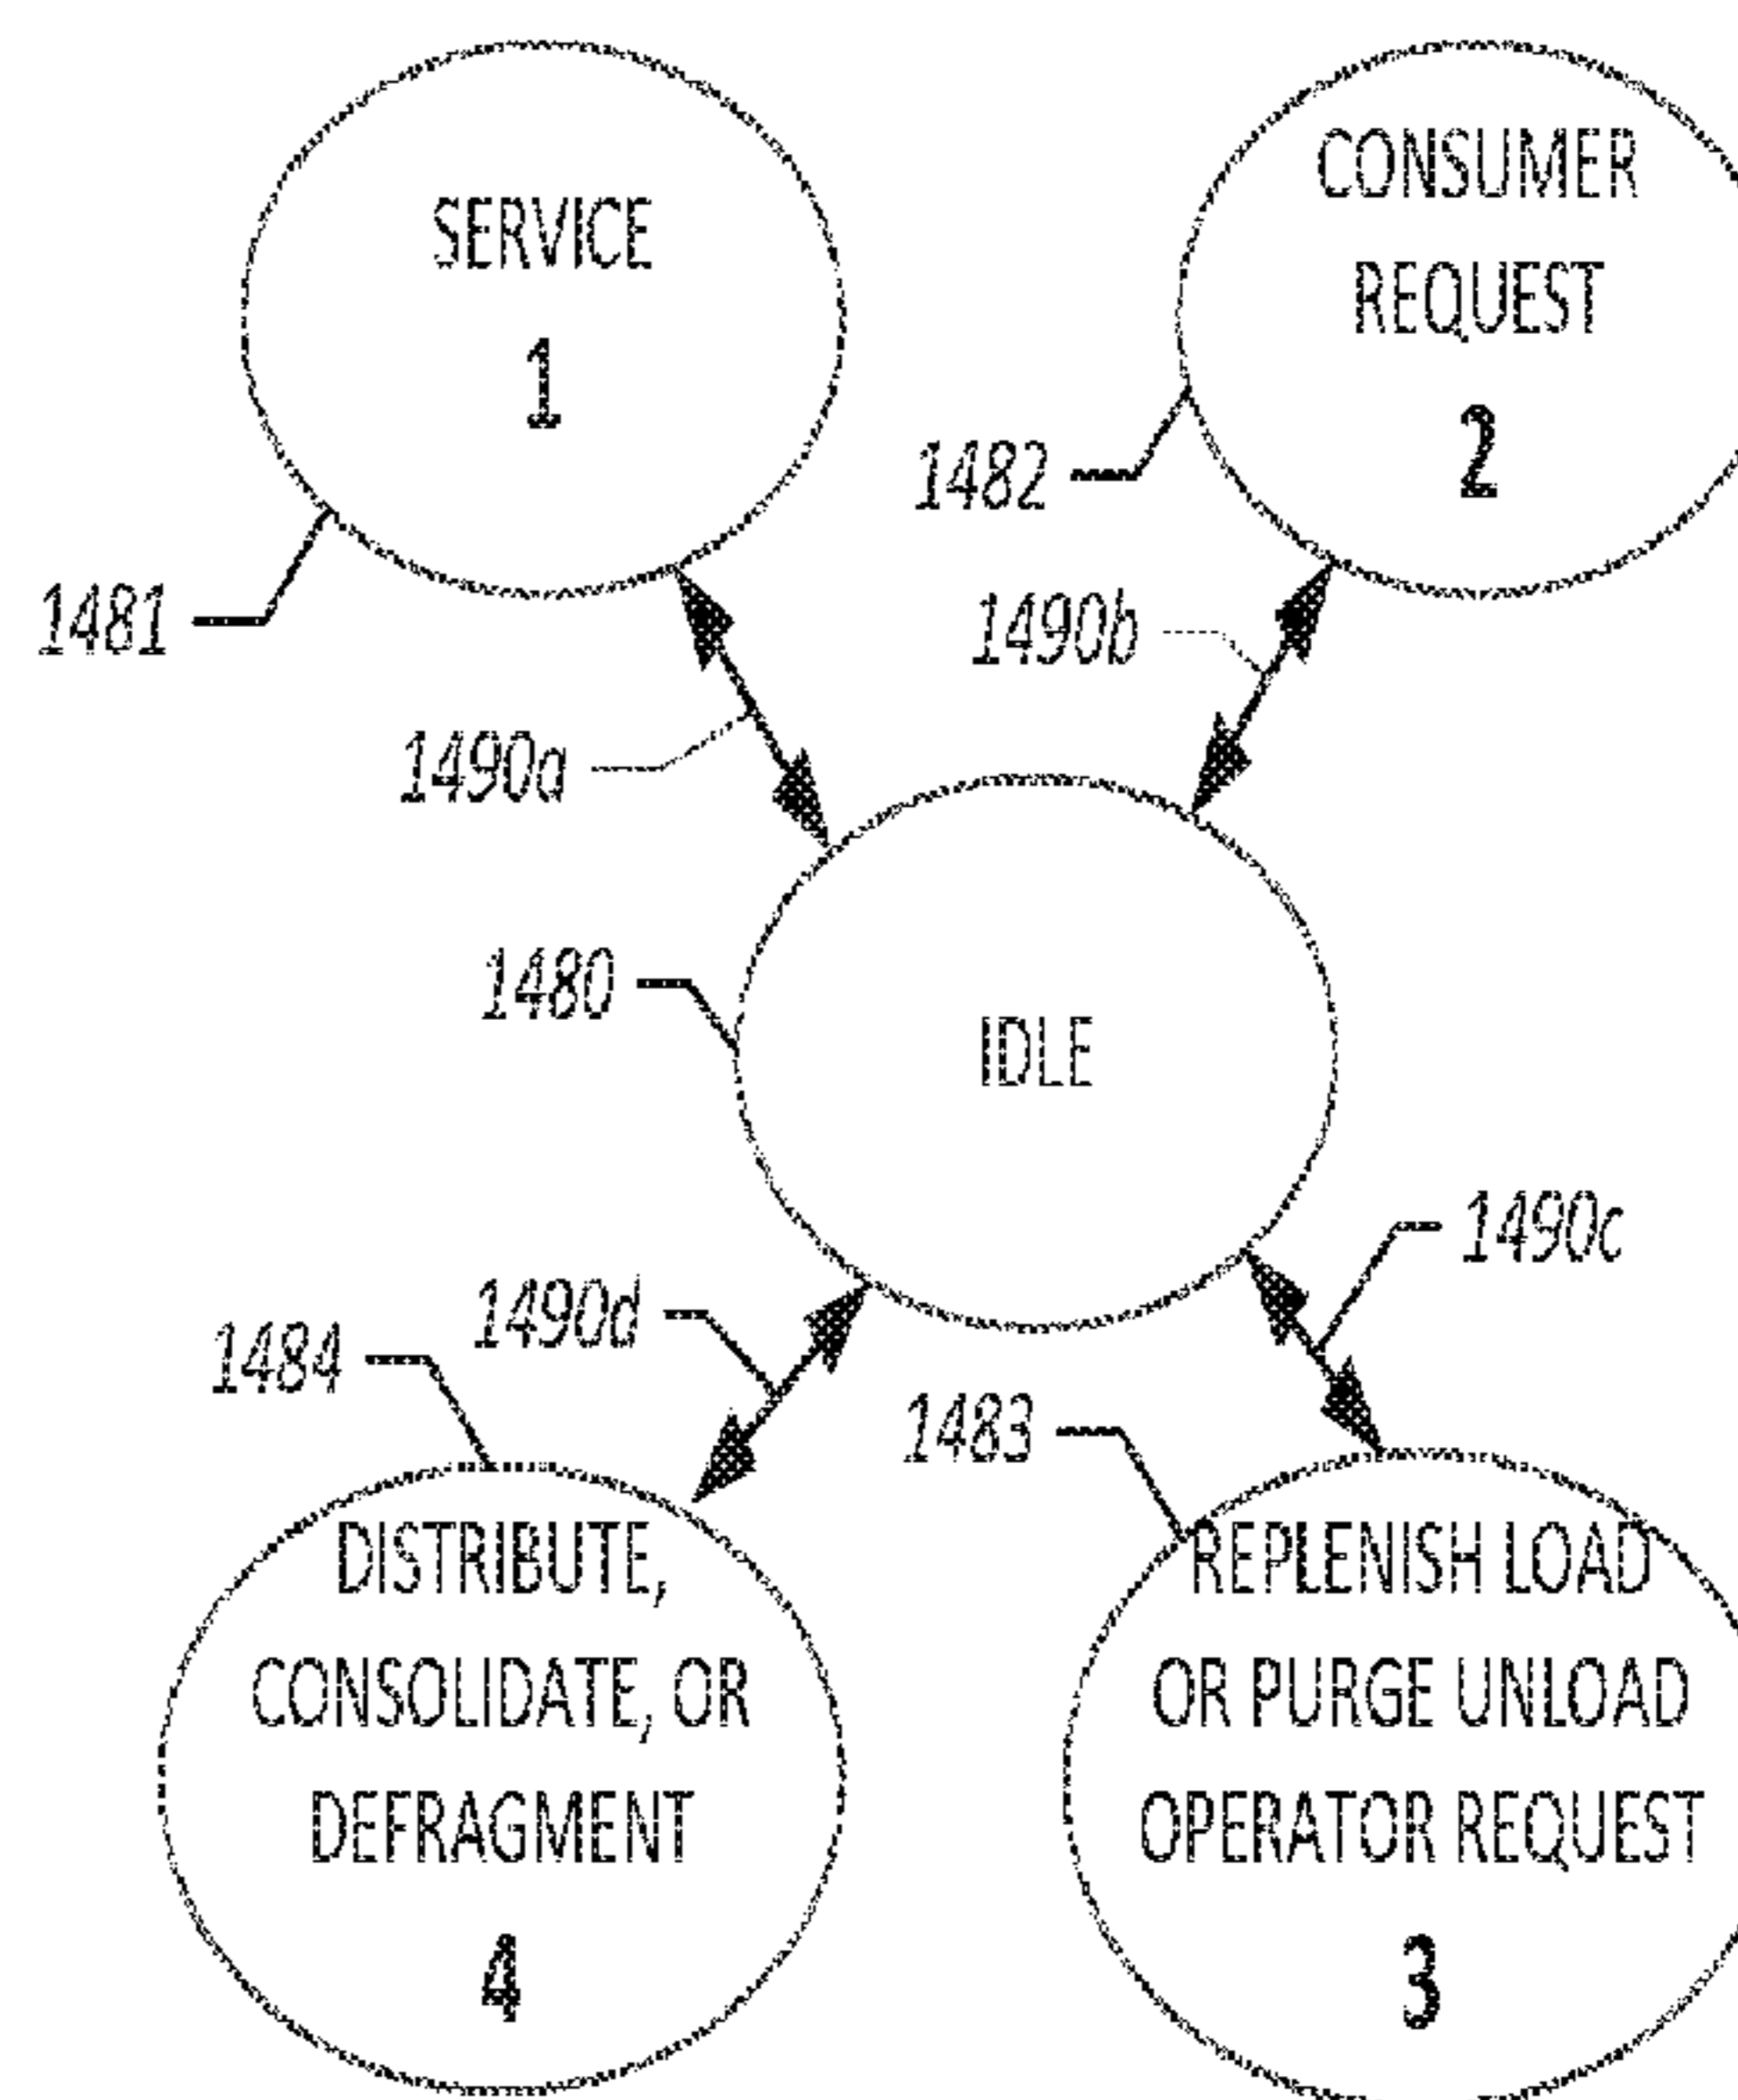 SERVICE
1
CONSUMER
REQUEST
2
1482
1481
1490b
1490a
1480
IDLE
1490c
1490d
1484
1483
DISTRIBUTE,
CONSOLIDATE, OR
DEFRAGMENT
4
REPLENISH LOAD
OR PURGE UNLOAD
OPERATOR REQUEST
3